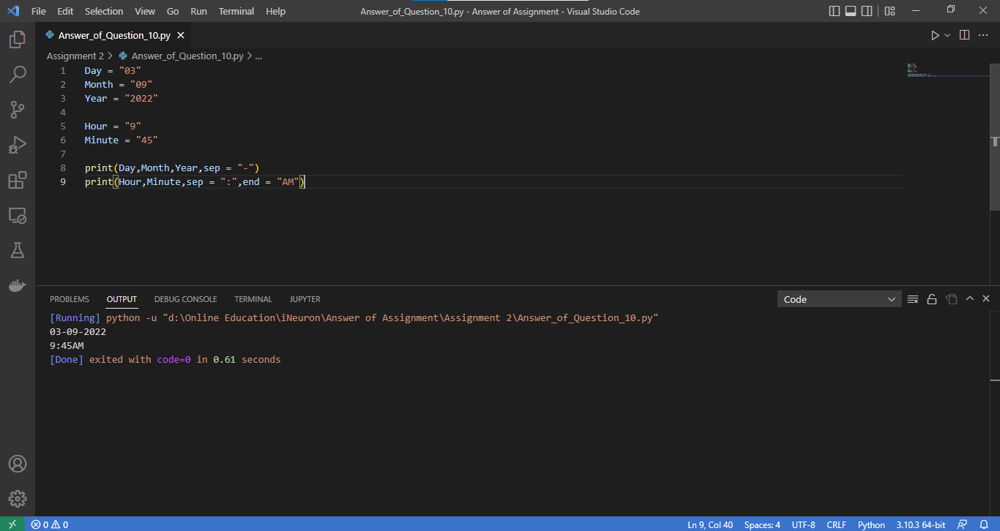 File Edit Selection View Go Run Terminal Help Answer_of_Question_10.py - Answer of Assignment - Visual Studio Code
Answer_of_Question_10.py
Assignment 2 > Answer_of_Question_10.py > ...
1 Day = "03"
2 Month = "09"
3 Year = "2022"
4
5 Hour = "9"
6 Minute = "45"
7
8 print(Day,Month,Year,sep = "-")
9 print(Hour,Minute,sep = ":",end = "AM")
PROBLEMS OUTPUT DEBUG CONSOLE TERMINAL JUPYTER Code
[Running] python -u "d:\Online Education\iNeuron\Answer of Assignment\Assignment 2\Answer_of_Question_10.py"
03-09-2022
9:45AM
[Done] exited with code=0 in 0.61 seconds
0 0 Ln 9, Col 40 Spaces: 4 UTF-8 CRLF Python 3.10.3 64-bit